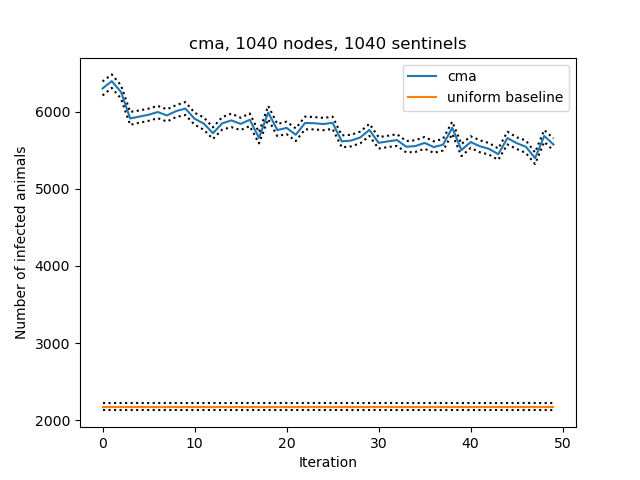 cma, 1040 nodes, 1040 sentinels
cma
uniform baseline
Number of infected animals
6000
5000
4000
3000
2000
0 10 20 30 40 50
Iteration